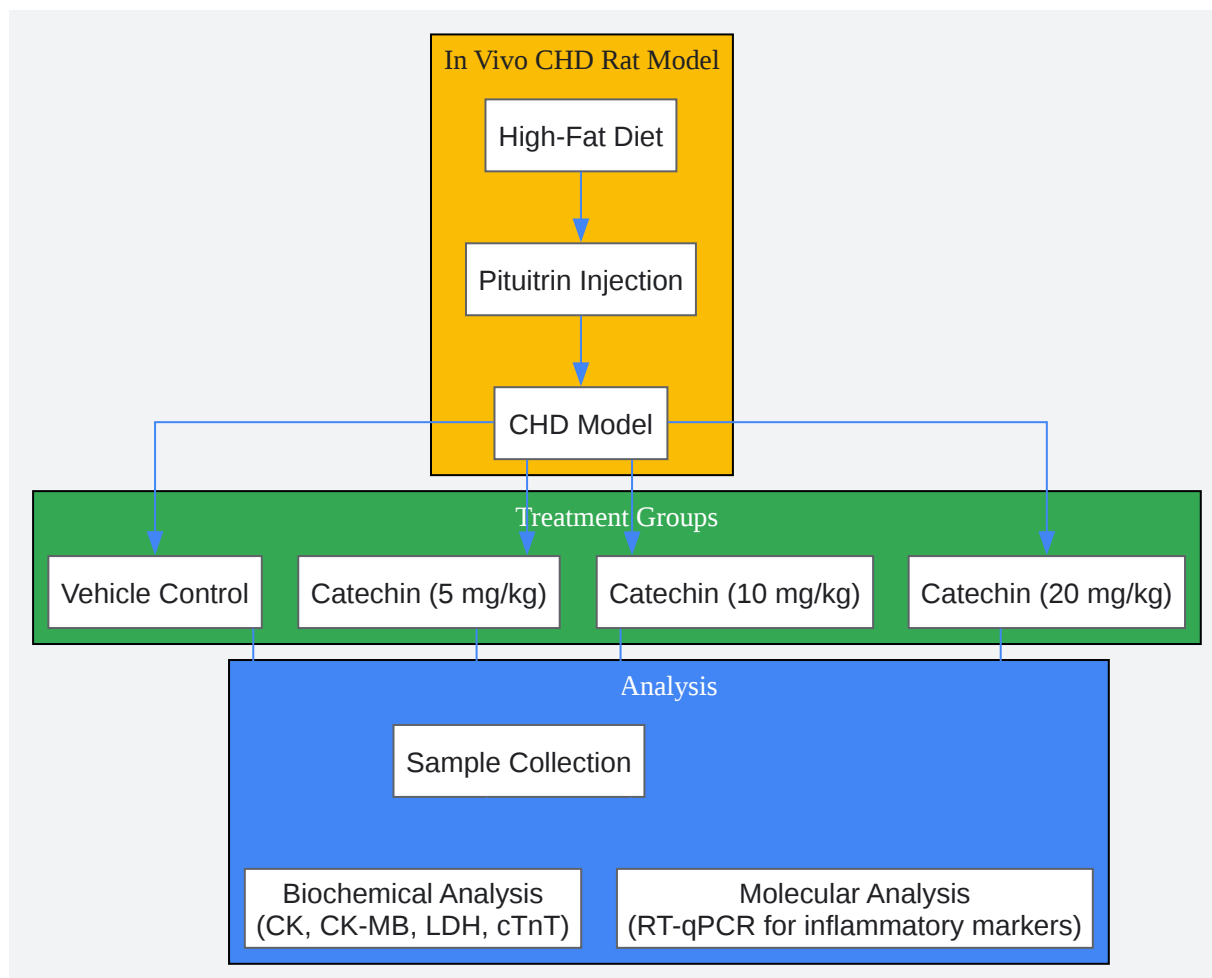 In Vivo CHD Rat Model
High-Fat Diet
Pituitrin Injection
CHD Model
Treatment Groups
Vehicle Control
Catechin (5 mg/kg)
Catechin (10 mg/kg)
Catechin (20 mg/kg)
Analysis
Sample Collection
Biochemical Analysis
(CK, CK-MB, LDH, cTnT)
Molecular Analysis
(RT-qPCR for inflammatory markers)